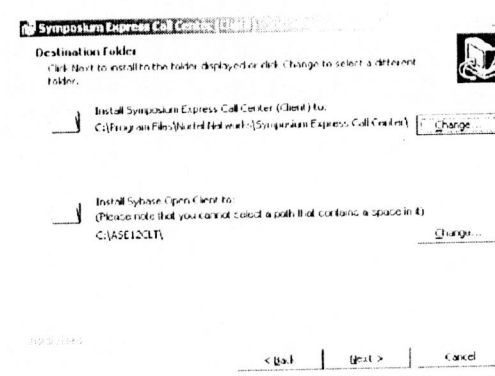 Symposium Express Call Center (Client)
Destination Folder
Click Next to install to the folder displayed or click Change to select a different
folder.
Install Symposium Express Call Center (Client) to:
C:\Program Files\Nortel Networks\Symposium Express Call Center\
Change...
Install Sybase Open Client to:
(Please note that you cannot select a path that contains a space in it)
C:\ASE12CLT\
Change...
< Back
Next >
Cancel